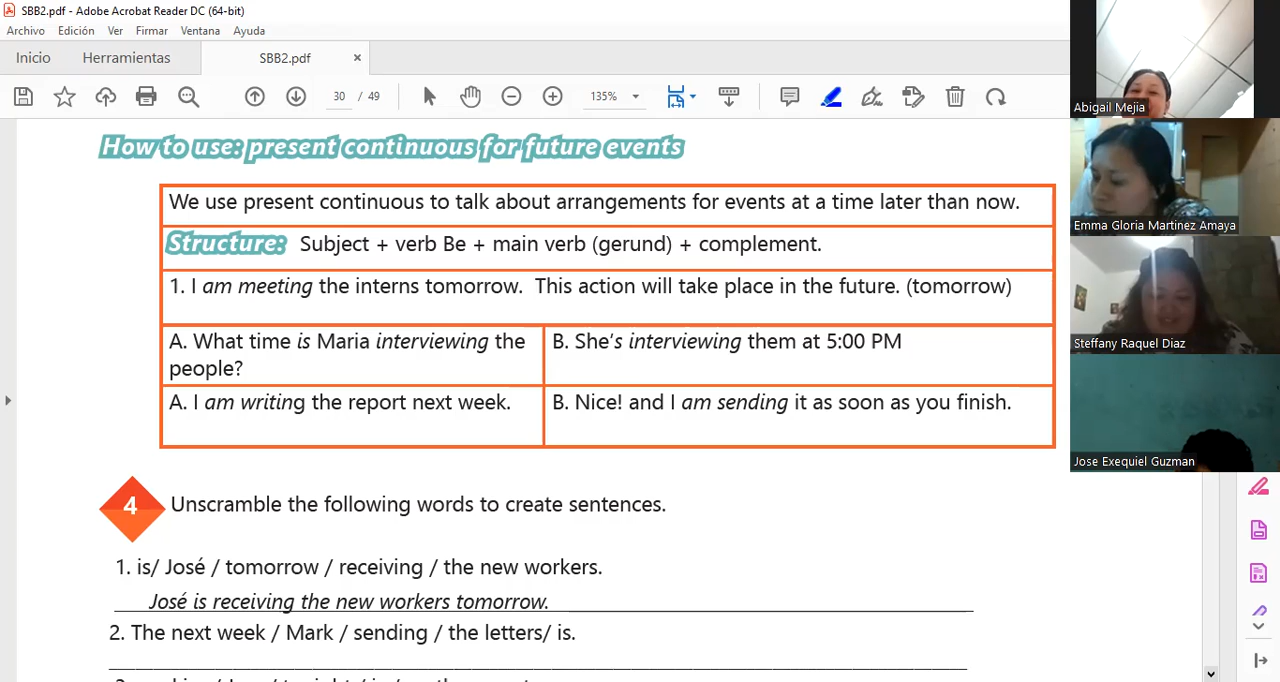 SBB2.pdf - Adobe Acrobat Reader DC (64-bit)
Archivo Edición Ver Firmar Ventana Ayuda
Inicio Herramientas SBB2.pdf ×
30 / 49 135%
How to use: present continuous for future events
We use present continuous to talk about arrangements for events at a time later than now.
Structure: Subject + verb Be + main verb (gerund) + complement.
1. I am meeting the interns tomorrow. This action will take place in the future. (tomorrow)
A. What time is Maria interviewing the
people?
B. She's interviewing them at 5:00 PM
A. I am writing the report next week.
B. Nice! and I am sending it as soon as you finish.
4 Unscramble the following words to create sentences.
1. is/ José / tomorrow / receiving / the new workers.
José is receiving the new workers tomorrow.
2. The next week / Mark / sending / the letters/ is.
Abigail Mejia
Emma Gloria Martinez Amaya
Steffany Raquel Diaz
Jose Exequiel Guzman